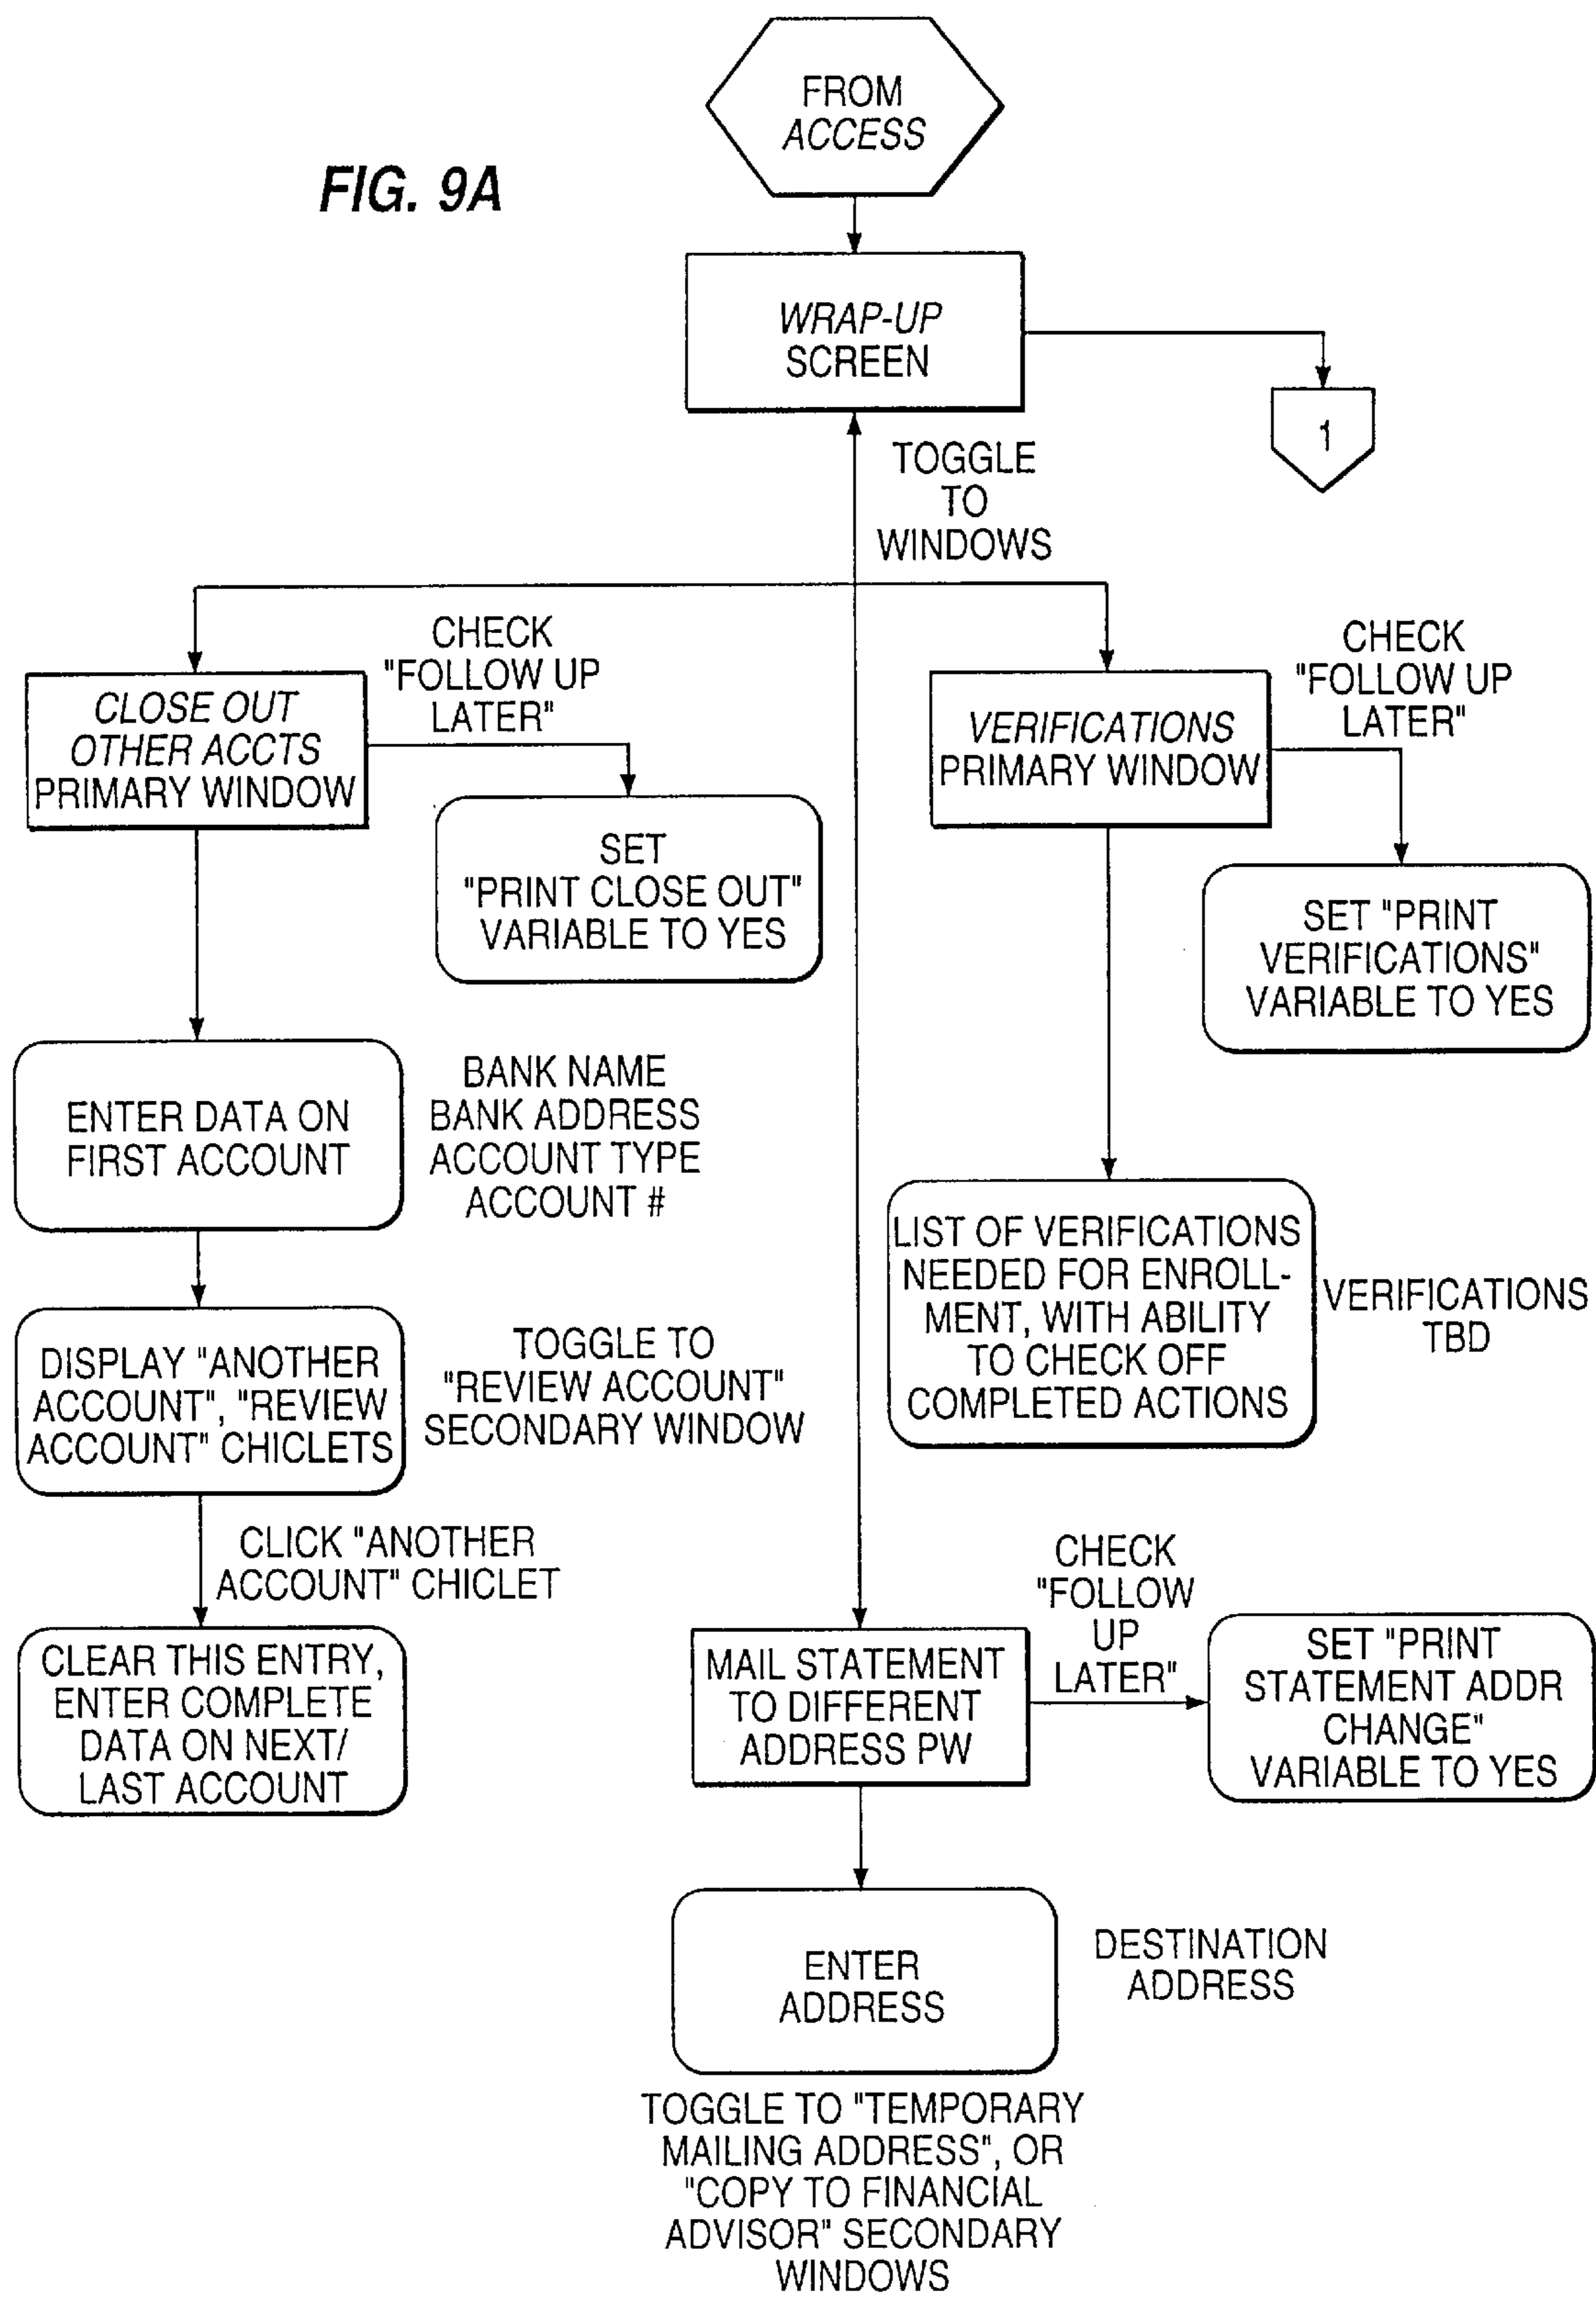 FROM
ACCESS
FIG. 9A
WRAP-UP
SCREEN
1
TOGGLE
TO
WINDOWS
CLOSE OUT
OTHER ACCTS
PRIMARY WINDOW
CHECK
"FOLLOW UP
LATER"
SET
"PRINT CLOSE OUT"
VARIABLE TO YES
VERIFICATIONS
PRIMARY WINDOW
CHECK
"FOLLOW UP
LATER"
SET "PRINT
VERIFICATIONS"
VARIABLE TO YES
ENTER DATA ON
FIRST ACCOUNT
BANK NAME
BANK ADDRESS
ACCOUNT TYPE
ACCOUNT #
LIST OF VERIFICATIONS
NEEDED FOR ENROLL-
MENT, WITH ABILITY
TO CHECK OFF
COMPLETED ACTIONS
VERIFICATIONS
TBD
DISPLAY "ANOTHER
ACCOUNT", "REVIEW
ACCOUNT" CHICLETS
TOGGLE TO
"REVIEW ACCOUNT"
SECONDARY WINDOW
CLICK "ANOTHER
ACCOUNT" CHICLET
CLEAR THIS ENTRY,
ENTER COMPLETE
DATA ON NEXT/
LAST ACCOUNT
MAIL STATEMENT
TO DIFFERENT
ADDRESS PW
CHECK
"FOLLOW
UP
LATER"
SET "PRINT
STATEMENT ADDR
CHANGE"
VARIABLE TO YES
ENTER
ADDRESS
DESTINATION
ADDRESS
TOGGLE TO "TEMPORARY
MAILING ADDRESS", OR
"COPY TO FINANCIAL
ADVISOR" SECONDARY
WINDOWS